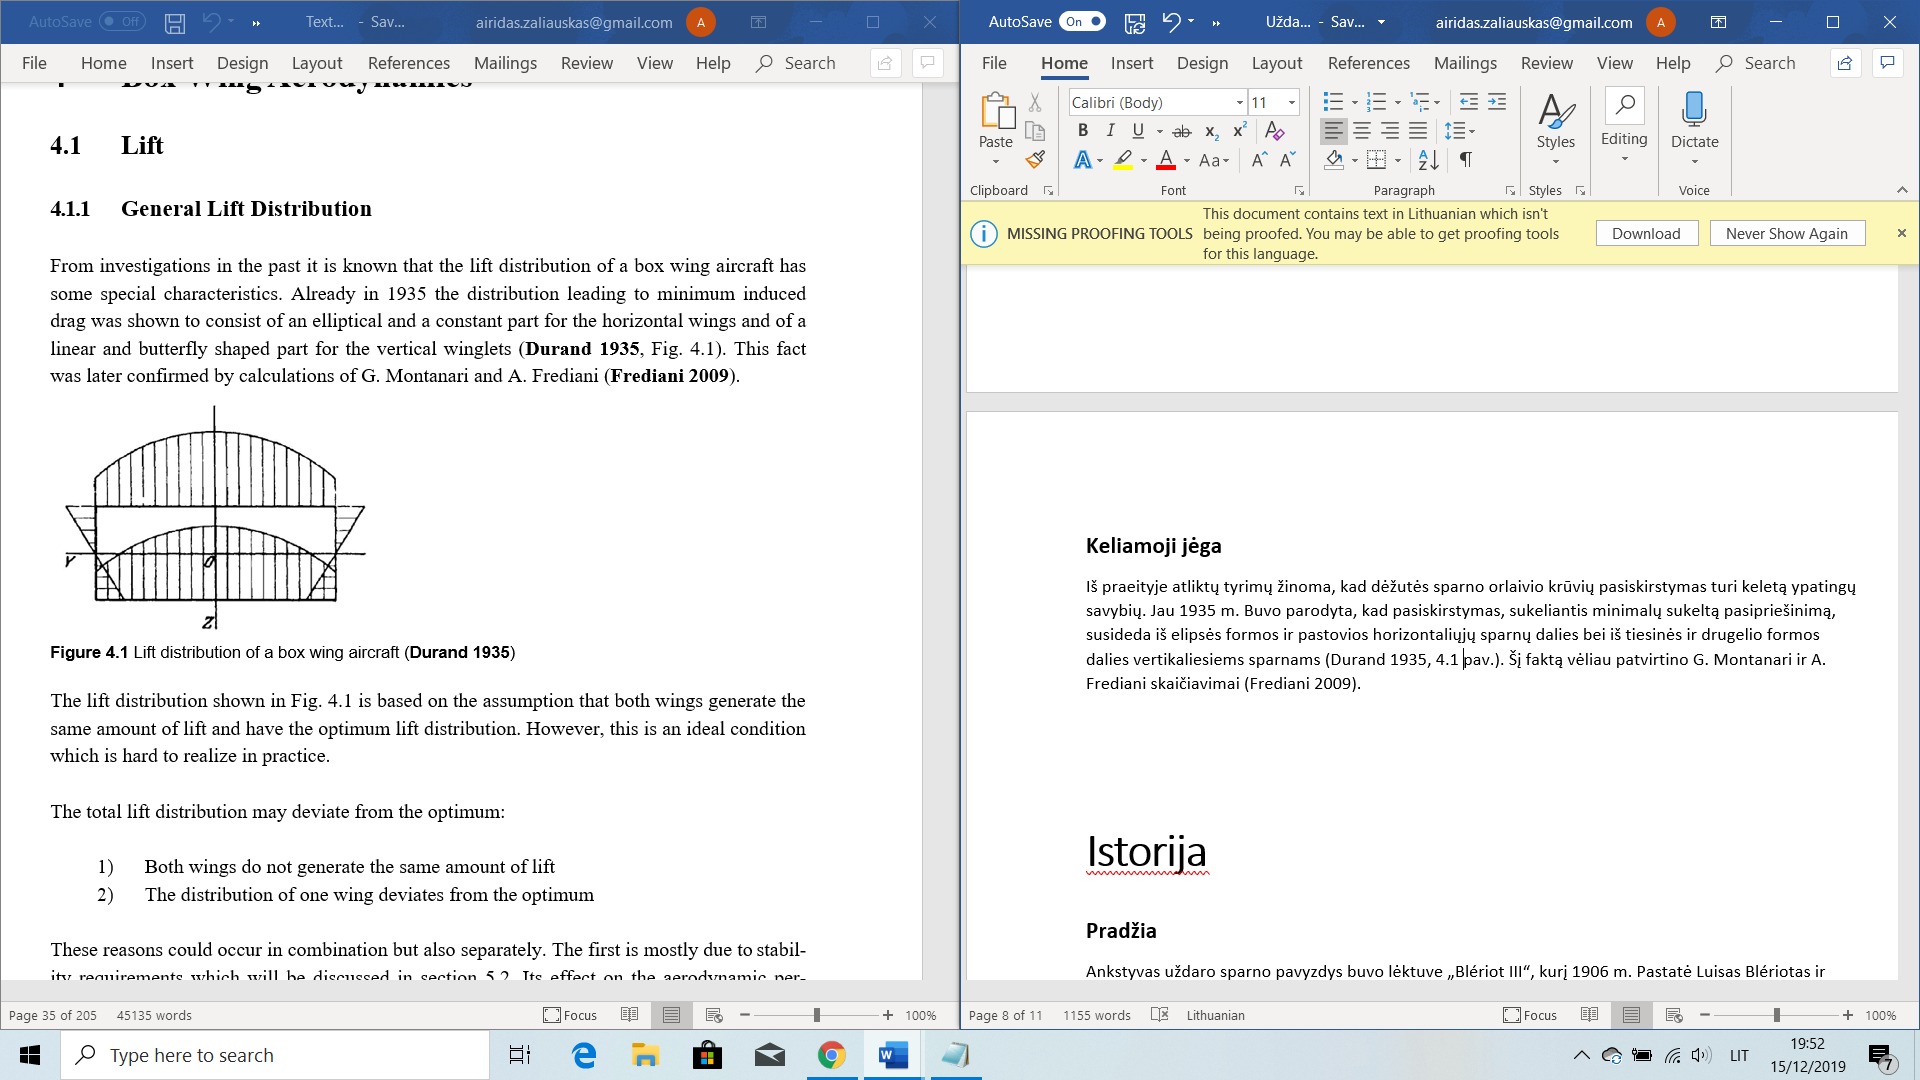 AutoSave Off Text... - Sav... airidas.zaliauskas@gmail.com A
File Home Insert Design Layout References Mailings Review View Help Search
4 Box Wing Aerodynamics
4.1 Lift
4.1.1 General Lift Distribution
From investigations in the past it is known that the lift distribution of a box wing aircraft has
some special characteristics. Already in 1935 the distribution leading to minimum induced
drag was shown to consist of an elliptical and a constant part for the horizontal wings and of a
linear and butterfly shaped part for the vertical winglets (Durand 1935, Fig. 4.1). This fact
was later confirmed by calculations of G. Montanari and A. Frediani (Frediani 2009).
Y O
Z
Figure 4.1 Lift distribution of a box wing aircraft (Durand 1935)
The lift distribution shown in Fig. 4.1 is based on the assumption that both wings generate the
same amount of lift and have the optimum lift distribution. However, this is an ideal condition
which is hard to realize in practice.
The total lift distribution may deviate from the optimum:
1) Both wings do not generate the same amount of lift
2) The distribution of one wing deviates from the optimum
These reasons could occur in combination but also separately. The first is mostly due to stabil-
ity requirements which will be discussed in section 5.2. Its effect on the aerodynamic per-
Page 35 of 205 45135 words Focus 100%
AutoSave On Užda... - Sav... airidas.zaliauskas@gmail.com A
File Home Insert Design Layout References Mailings Review View Help Search
Paste
Clipboard
Calibri (Body) 11
B I U ab x2 x2 A
A A Aa A A
Font
Paragraph
Styles
Styles
Editing
Dictate
Voice
MISSING PROOFING TOOLS This document contains text in Lithuanian which isn't
being proofed. You may be able to get proofing tools
for this language.
Download Never Show Again
Keliamoji jėga
Iš praeityje atliktų tyrimų žinoma, kad dėžutės sparno orlaivio krūvių pasiskirstymas turi keletą ypatingų
savybių. Jau 1935 m. Buvo parodyta, kad pasiskirstymas, sukeliantis minimalų sukeltą pasipriešinimą,
susideda iš elipsės formos ir pastovios horizontaliųjų sparnų dalies bei iš tiesinės ir drugelio formos
dalies vertikaliesiems sparnams (Durand 1935, 4.1 pav.). Šį faktą vėliau patvirtino G. Montanari ir A.
Frediani skaičiavimai (Frediani 2009).
Istorija
Pradžia
Ankstyvas uždaro sparno pavyzdys buvo lėktuve „Blériot III“, kurį 1906 m. Pastatė Luisas Blériotas ir
Page 8 of 11 1155 words Lithuanian Focus 100%
Type here to search
LIT
19:52
15/12/2019
7